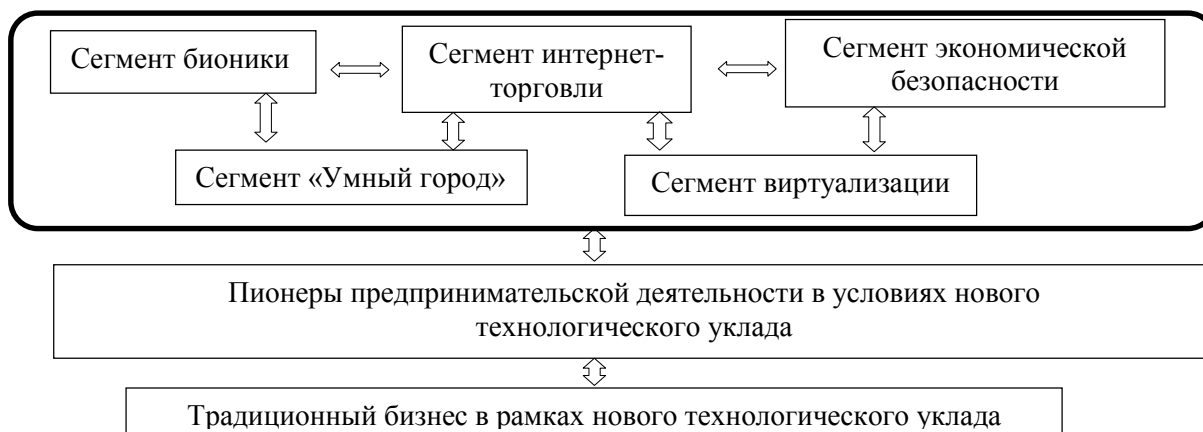 Сегмент бионики
Сегмент интернет-
торговли
Сегмент экономической
безопасности
Сегмент «Умный город»
Сегмент виртуализации
Пионеры предпринимательской деятельности в условиях нового
технологического уклада
Традиционный бизнес в рамках нового технологического уклада